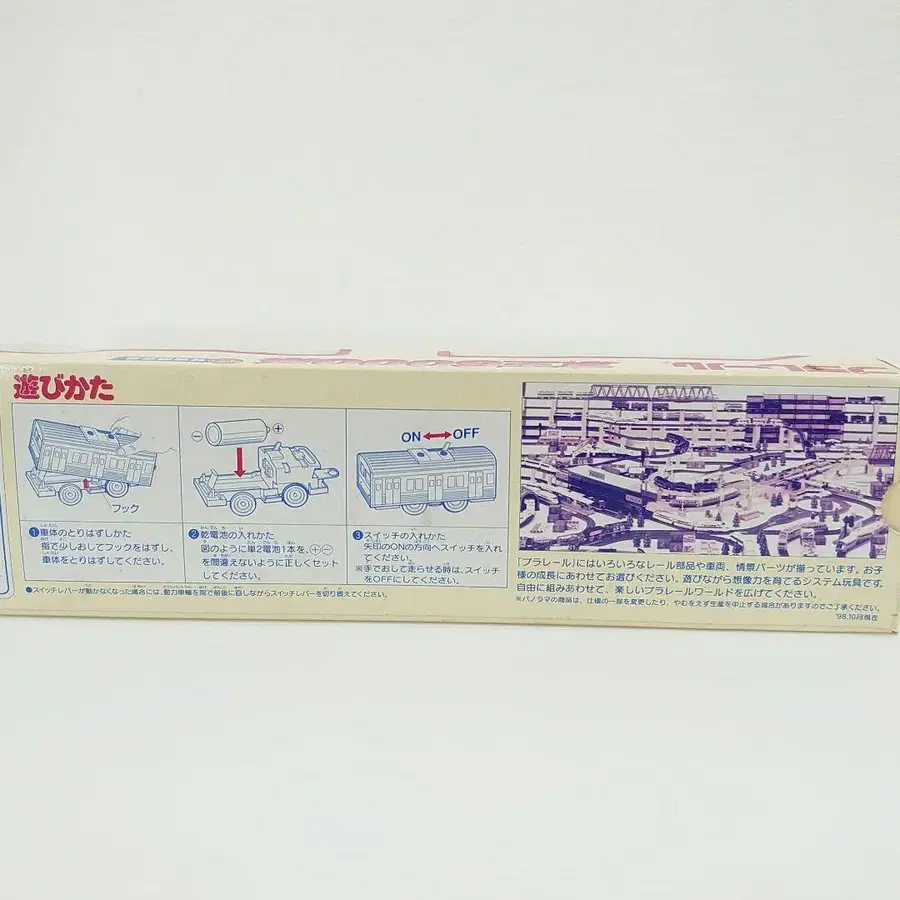 遊びかた
フック
⊖
⊕
ON OFF
❶車体のとりはずしかた
指で少しおしてフックをはずし、
車体をとりはずしてください。
❷乾電池の入れかた
図のように単2電池1本を、⊕⊖
を間違えないように正しくセット
してください。
❸スイッチの入れかた
矢印のONの方向へスイッチを入れ
てください。
※手でおして走らせる時は、スイッチ
をOFFにしてください。
●スイッチレバーが動かなくなった場合には、動力車輪を指で前後に回しながらスイッチレバーを切り換えてください。
「プラレール」にはいろいろなレール部品や車両、情景パーツが揃っています。お子
様の成長にあわせてお選びください。遊びながら想像力を育てるシステム玩具です。
自由に組みあわせて、楽しいプラレールワールドを広げてください。
※パノラマの商品は、仕様の一部を変更したり、やむをえず生産を中止する場合がありますのでご了承ください。
'98.10月現在